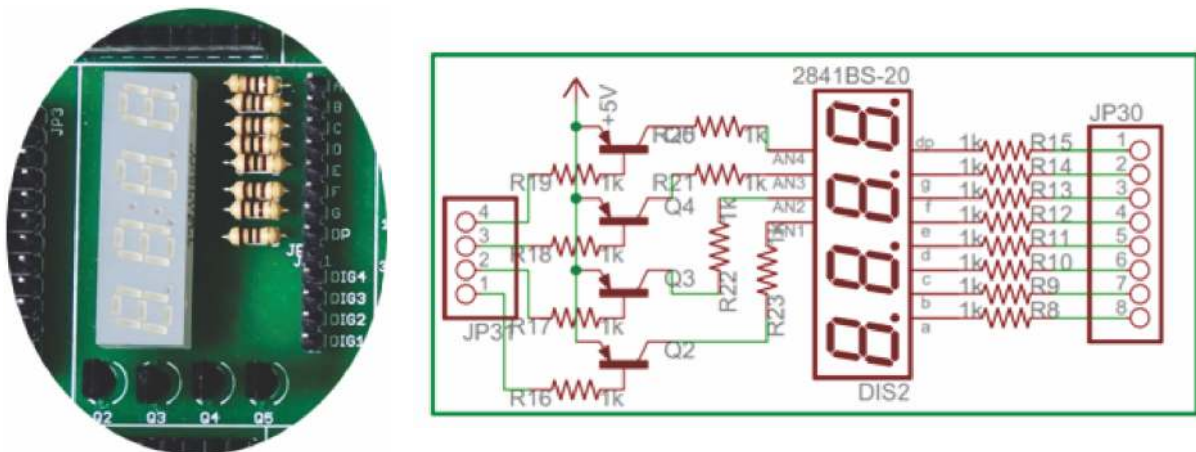 JP3
A
B
C
D
E
F
G
DP
DIG4
DIG3
DIG2
DIG1
Q2 Q3 Q4 Q5
+5V
2841BS-20
JP30
1k
AN4
AN3
AN2
AN1
dp
g
f
e
d
c
b
a
1k R15 1
1k R14 2
1k R13 3
1k R12 4
1k R11 5
1k R10 6
1k R9 7
1k R8 8
R19 1k
R21 1k
Q4
4
3
2
1
JP31
R18 1k
Q3
R22 1k
R23
R17 1k
Q2
R16 1k
DIS2